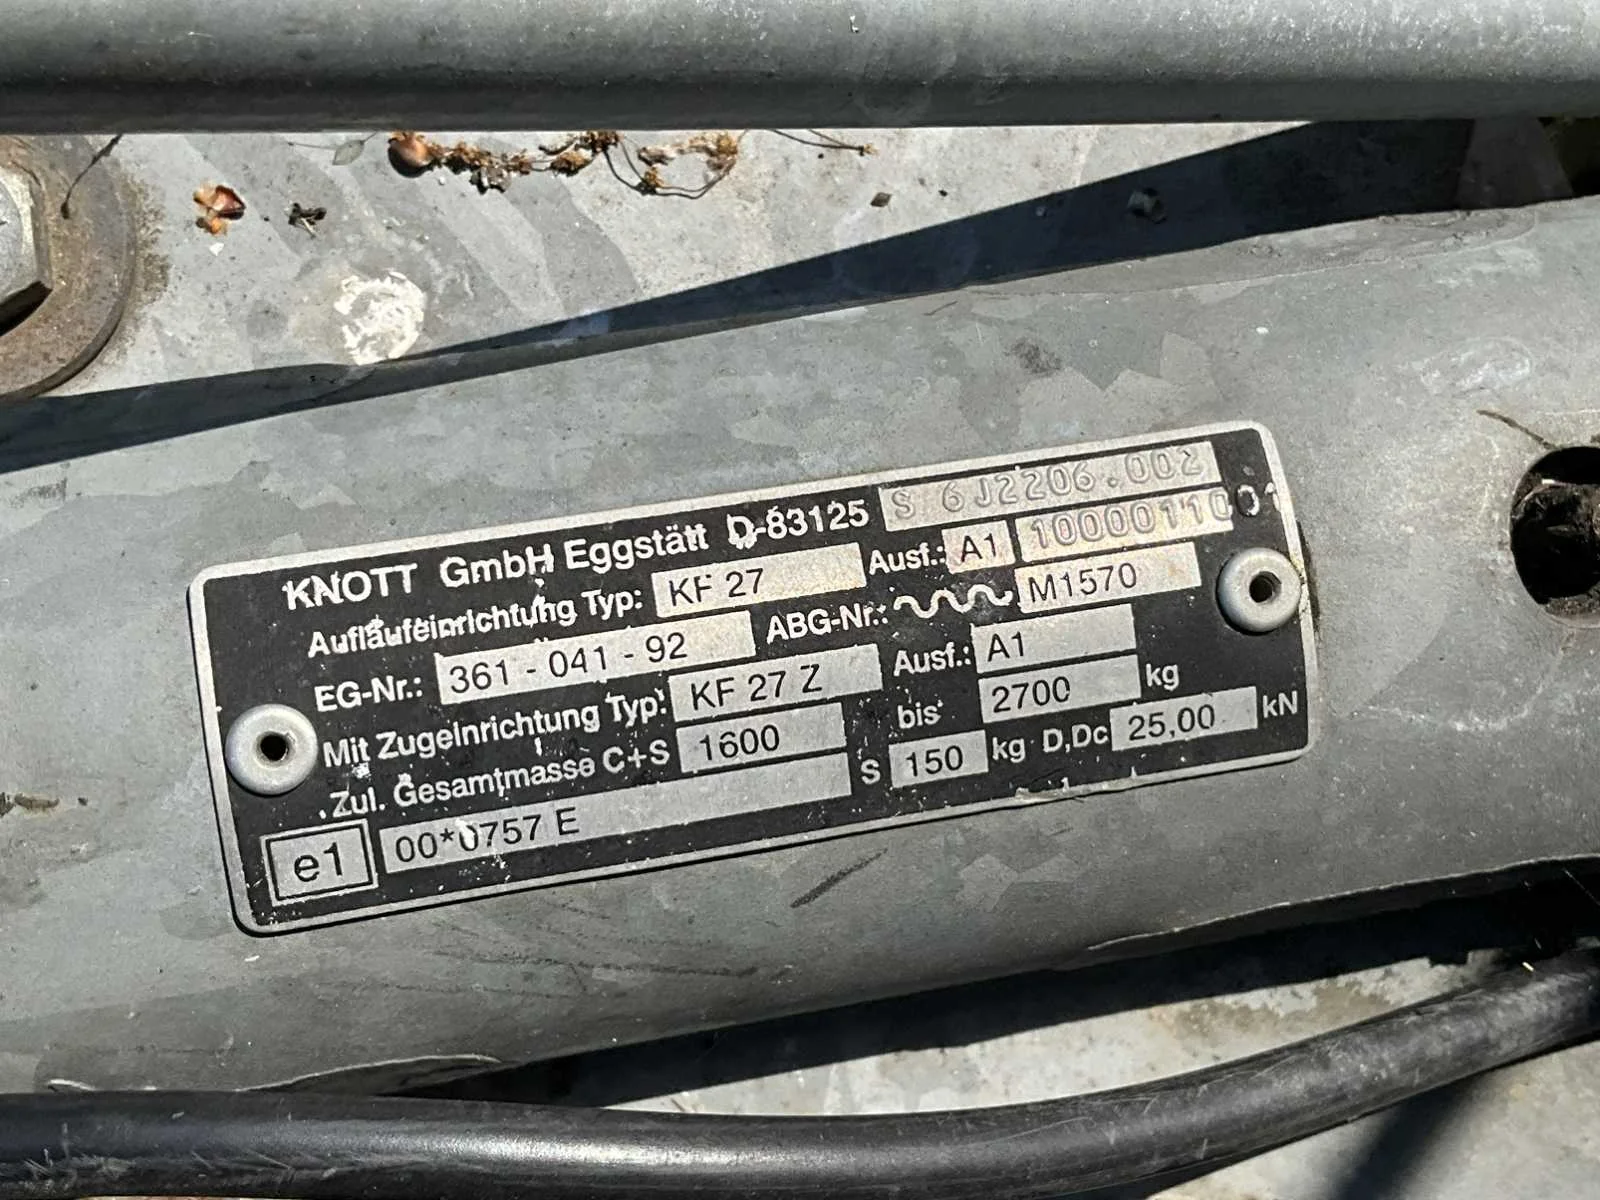 KNOTT GmbH Eggstätt D-83125 S 6J2206.002
Auflaufeinrichtung Typ: KF 27 Ausf.: A1 1000011001
EG-Nr.: 361 - 041 - 92 ABG-Nr.: M1570
Mit Zugeinrichtung Typ: KF 27 Z Ausf.: A1
Zul. Gesamtmasse C+S 1600 bis 2700 kg
e1 00*0757 E S 150 kg D,Dc 25,00 kN